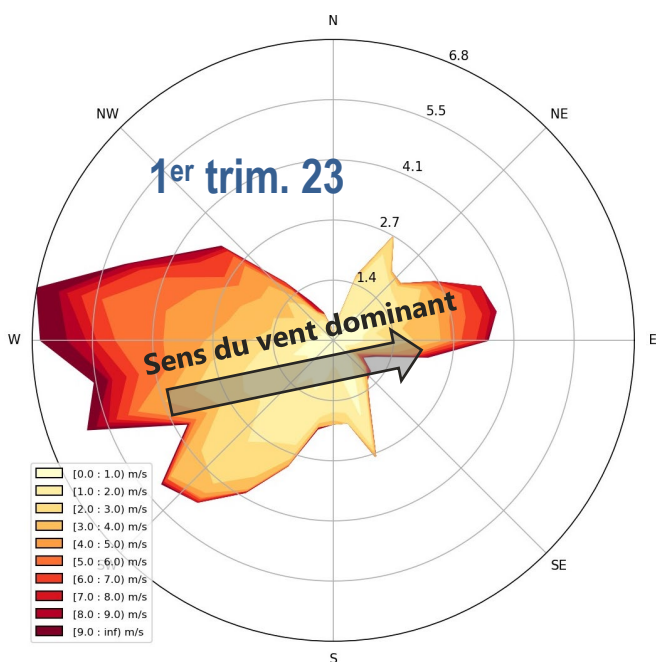 N
6.8
NW
NE
5.5
1er trim. 23
4.1
2.7
1.4
Sens du vent dominant
W
E
[0.0 : 1.0) m/s
[1.0 : 2.0) m/s
[2.0 : 3.0) m/s
[3.0 : 4.0) m/s
[4.0 : 5.0) m/s
[5.0 : 6.0) m/s
[6.0 : 7.0) m/s
[7.0 : 8.0) m/s
[8.0 : 9.0) m/s
[9.0 : inf) m/s
SW
SE
S